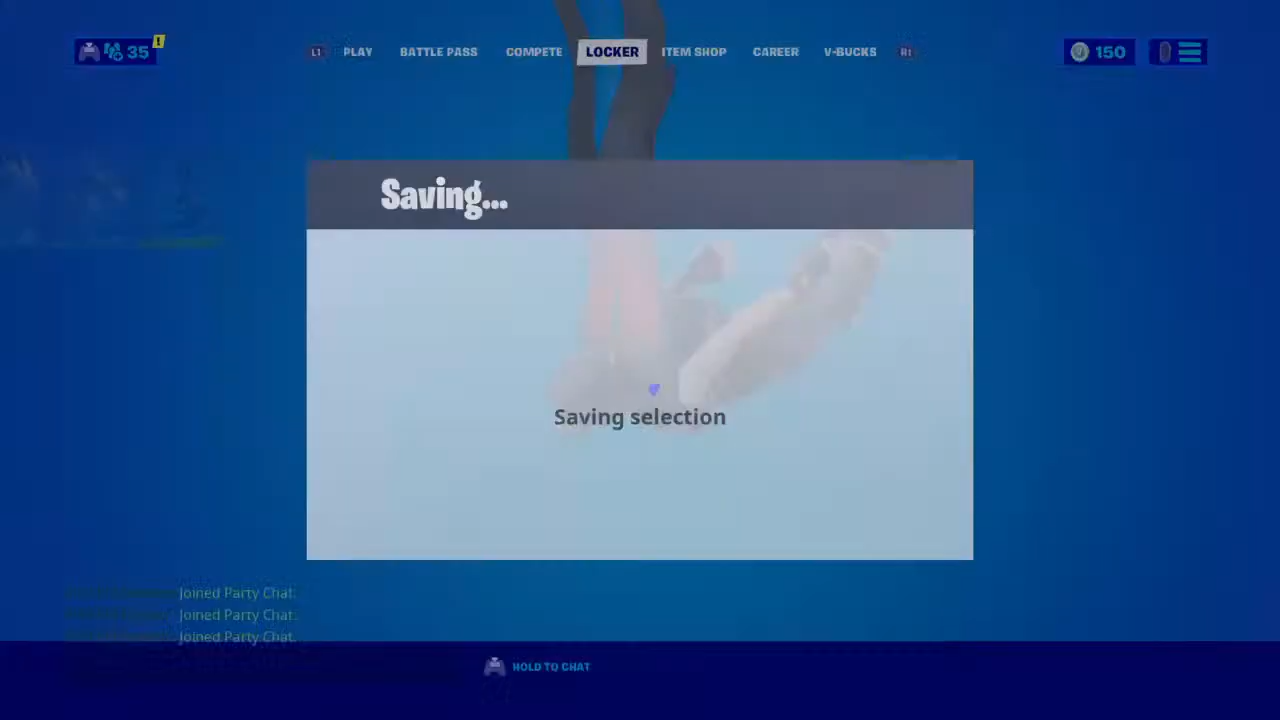 35 !
L1 PLAY BATTLE PASS COMPETE LOCKER ITEM SHOP CAREER V-BUCKS R1
150
Saving...
Saving selection
Joined Party Chat.
Joined Party Chat.
Joined Party Chat.
HOLD TO CHAT